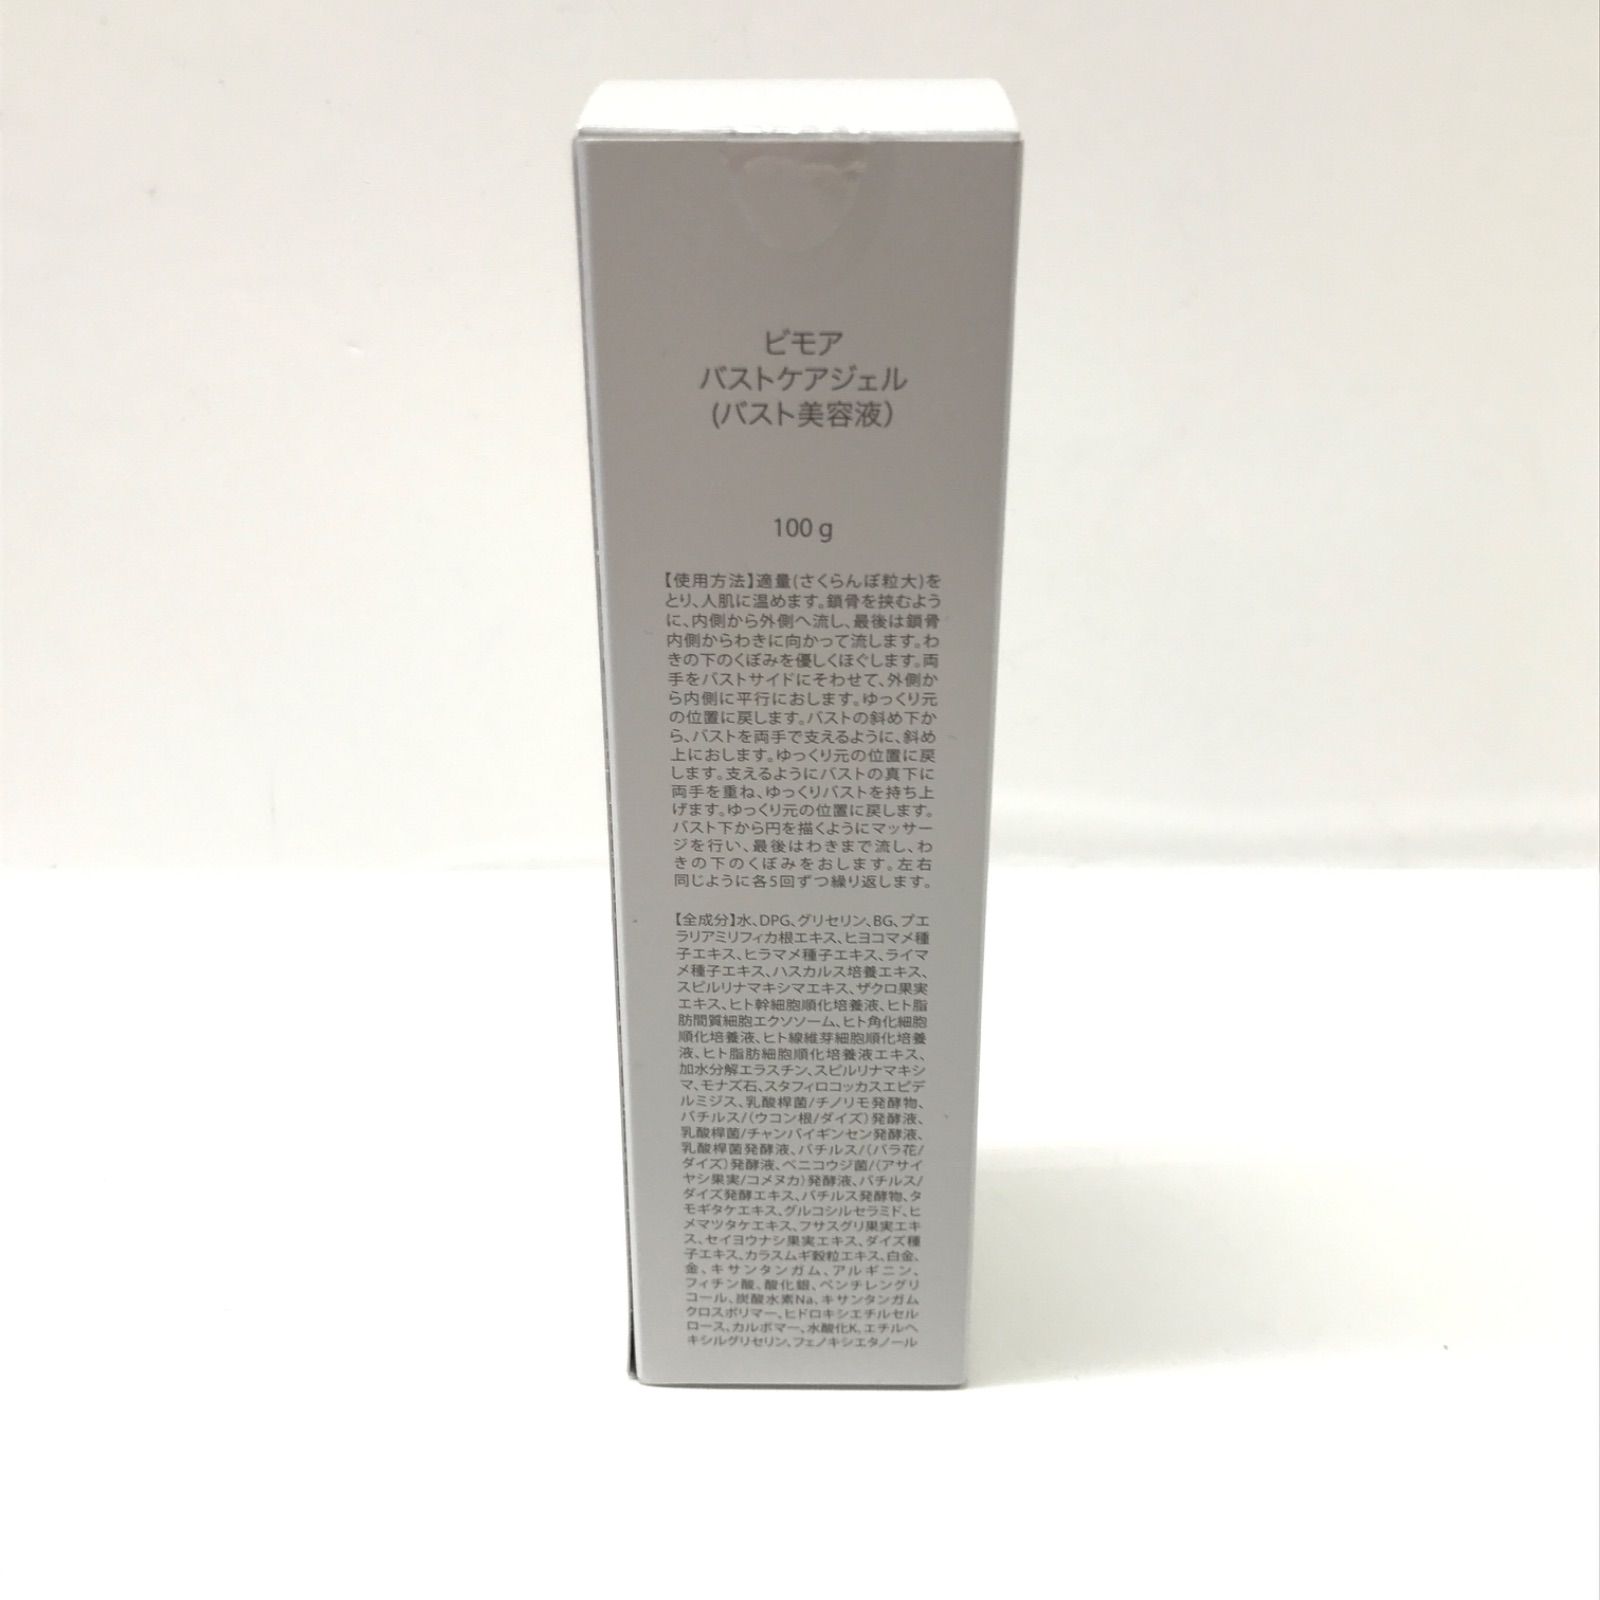 ビモア
バストケアジェル
(バスト美容液)
100 g
【使用方法】適量(さくらんぼ粒大)を
とり、人肌に温めます。鎖骨を挟むよう
に、内側から外側へ流し、最後は鎖骨
内側からわきに向かって流します。わ
きの下のくぼみを優しくほぐします。両
手をバストサイドにそわせて、外側か
ら内側に平行におします。ゆっくり元
の位置に戻します。バストの斜め下か
ら、バストを両手で支えるように、斜め
上におします。ゆっくり元の位置に戻
します。支えるようにバストの真下に
両手を重ね、ゆっくりバストを持ち上
げます。ゆっくり元の位置に戻します。
バスト下から円を描くようにマッサー
ジを行い、最後はわきまで流し、わ
きの下のくぼみをおします。左右
同じように各5回ずつ繰り返します。
【全成分】水、DPG、グリセリン、BG、プエ
ラリアミリフィカ根エキス、ヒヨコマメ種
子エキス、ヒラマメ種子エキス、ライマ
メ種子エキス、ハスカルス培養エキス、
スピルリナマキシマエキス、ザクロ果実
エキス、ヒト幹細胞順化培養液、ヒト脂
肪間質細胞エクソソーム、ヒト角化細胞
順化培養液、ヒト線維芽細胞順化培養
液、ヒト脂肪細胞順化培養液エキス、
加水分解エラスチン、スピルリナマキシ
マ、モナズ石、スタフィロコッカスエピデ
ルミジス、乳酸桿菌/チノリモ発酵物、
バチルス/(ウコン根/ダイズ)発酵液、
乳酸桿菌/チャンバイギンセン発酵液、
乳酸桿菌発酵液、バチルス/(バラ花/
ダイズ)発酵液、ベニコウジ菌/(アサイ
ヤシ果実/コメヌカ)発酵液、バチルス/
ダイズ発酵エキス、バチルス発酵物、タ
モギタケエキス、グルコシルセラミド、ヒ
メマツタケエキス、フサスグリ果実エキ
ス、セイヨウナシ果実エキス、ダイズ種
子エキス、カラスムギ穀粒エキス、白金、
金、キサンタンガム、アルギニン、
フィチン酸、酸化銀、ペンチレングリ
コール、炭酸水素Na、キサンタンガム
クロスポリマー、ヒドロキシエチルセル
ロース、カルボマー、水酸化K、エチルヘ
キシルグリセリン、フェノキシエタノール